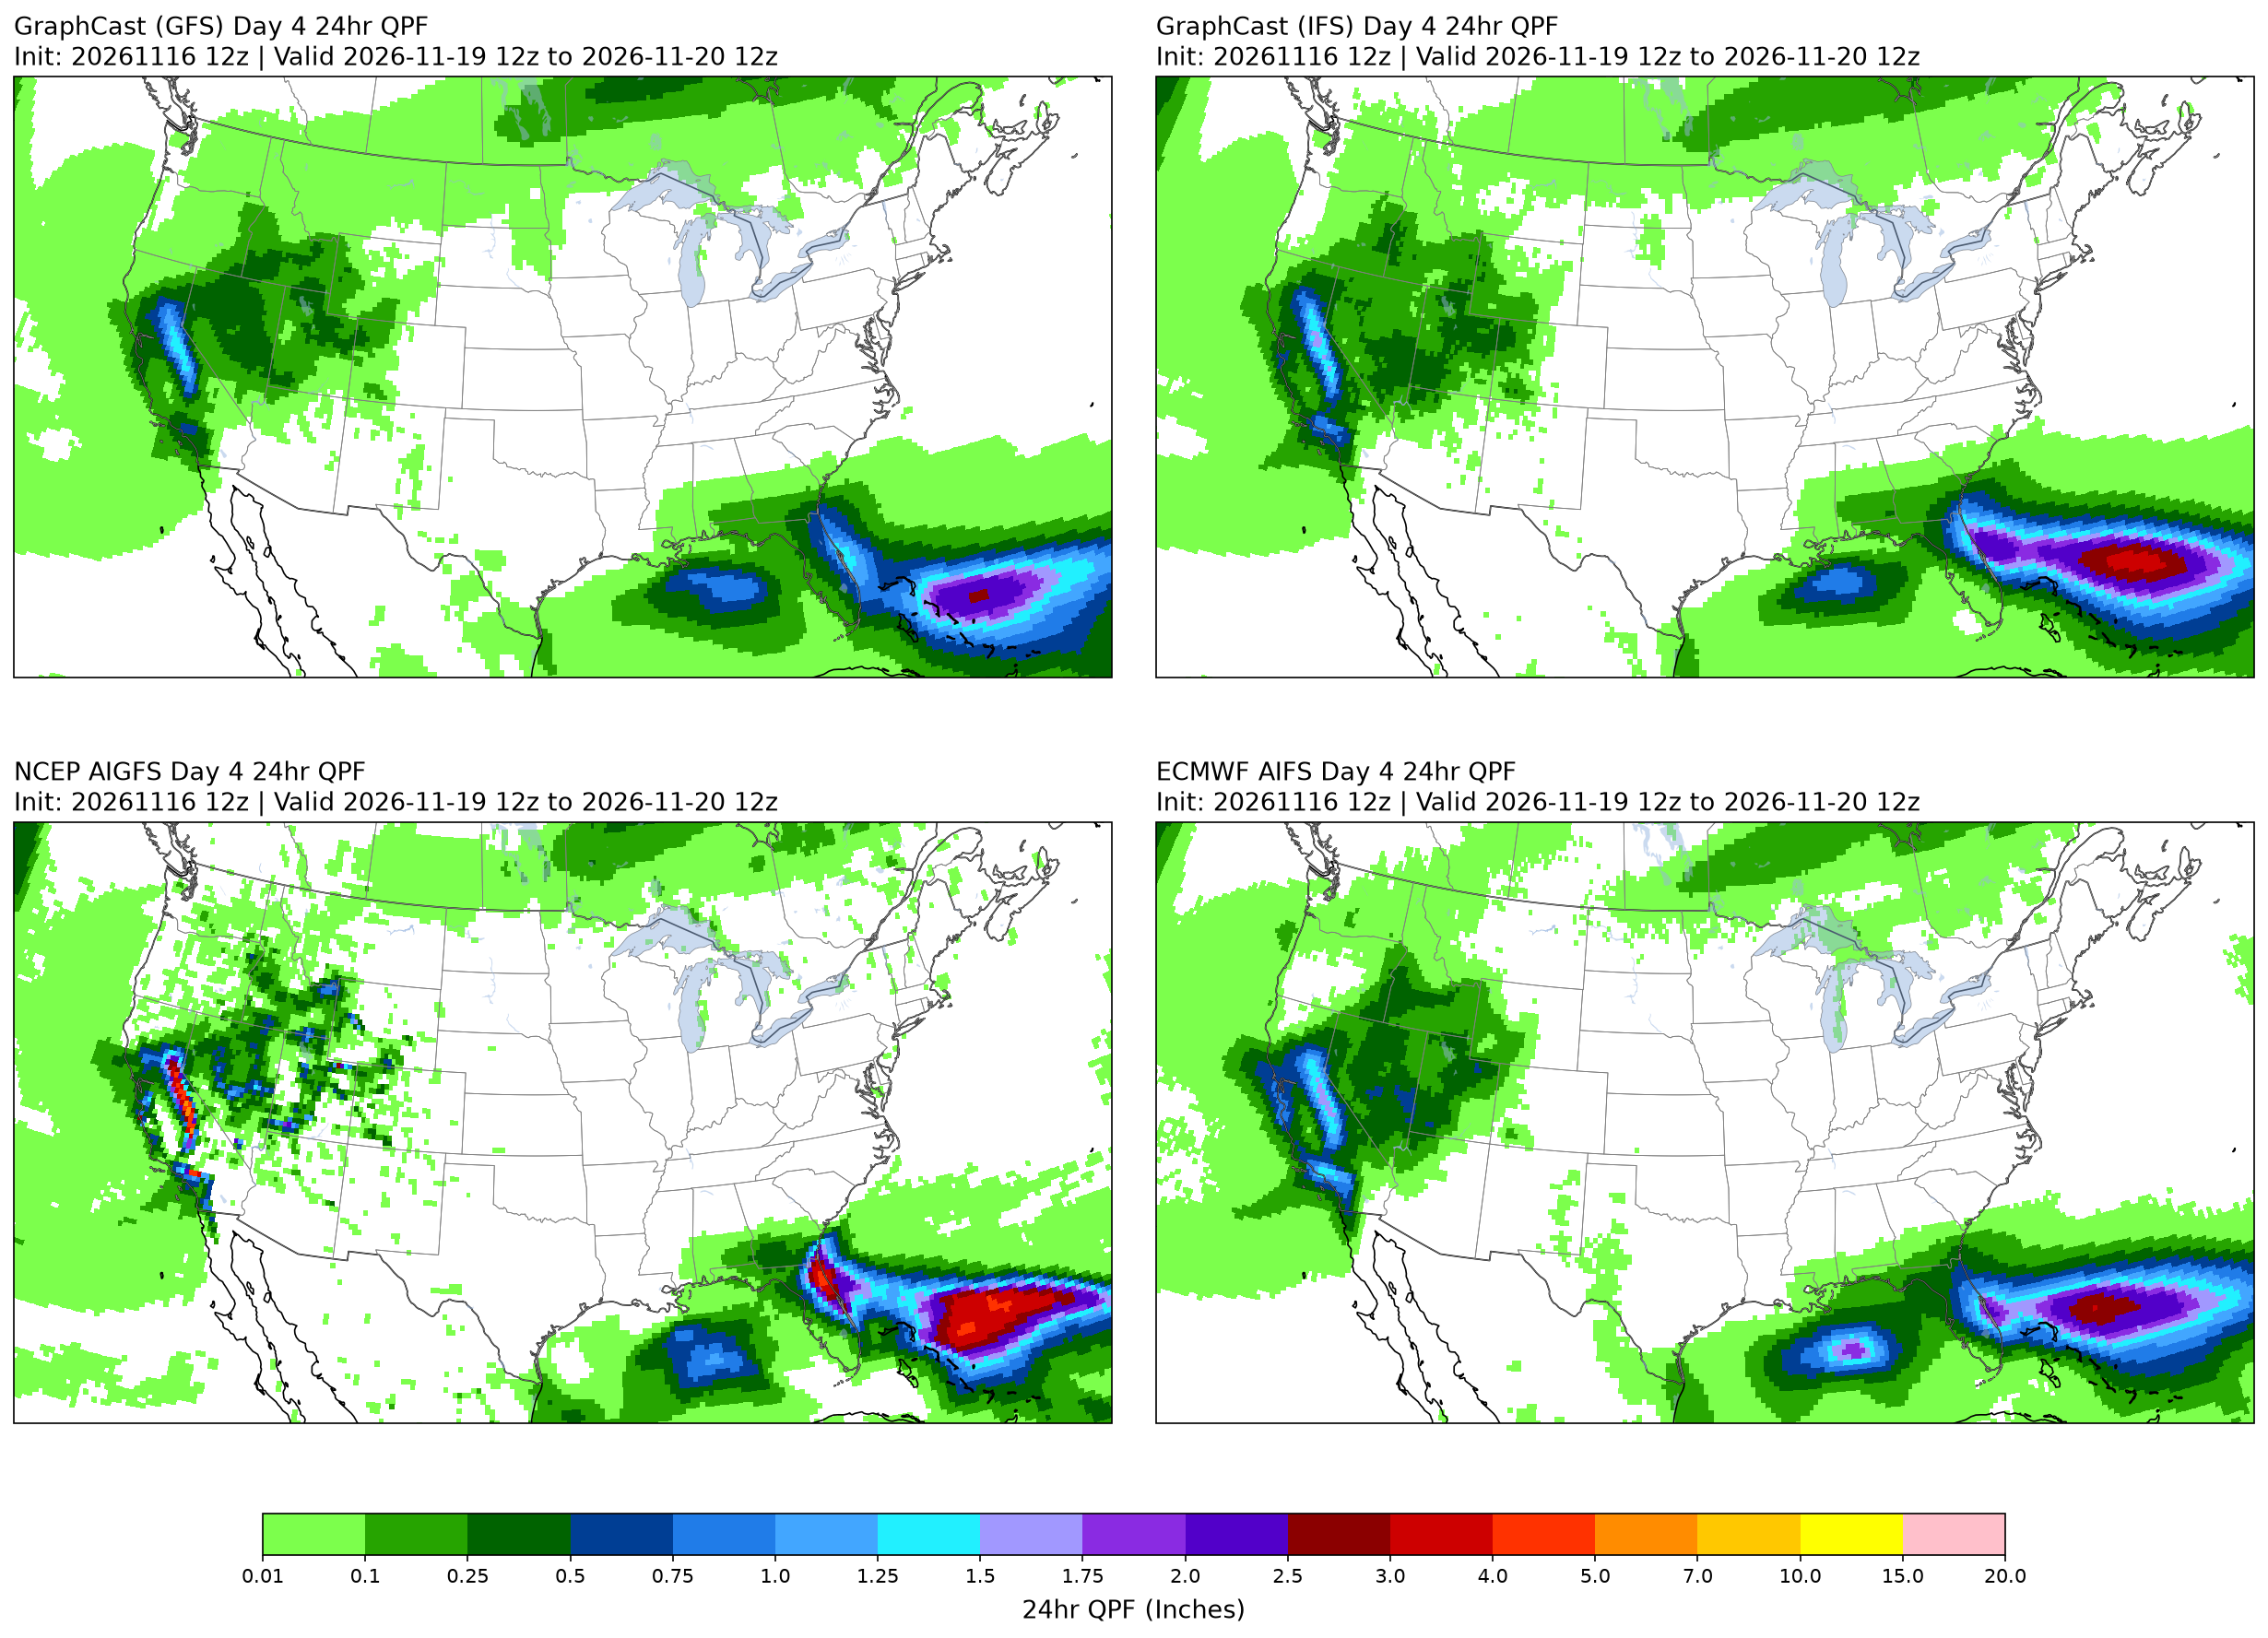 GraphCast (GFS) Day 4 24hr QPF
Init: 20261116 12z | Valid 2026-11-19 12z to 2026-11-20 12z
GraphCast (IFS) Day 4 24hr QPF
Init: 20261116 12z | Valid 2026-11-19 12z to 2026-11-20 12z
NCEP AIGFS Day 4 24hr QPF
Init: 20261116 12z | Valid 2026-11-19 12z to 2026-11-20 12z
ECMWF AIFS Day 4 24hr QPF
Init: 20261116 12z | Valid 2026-11-19 12z to 2026-11-20 12z
0.01 0.1 0.25 0.5 0.75 1.0 1.25 1.5 1.75 2.0 2.5 3.0 4.0 5.0 7.0 10.0 15.0 20.0
24hr QPF (Inches)